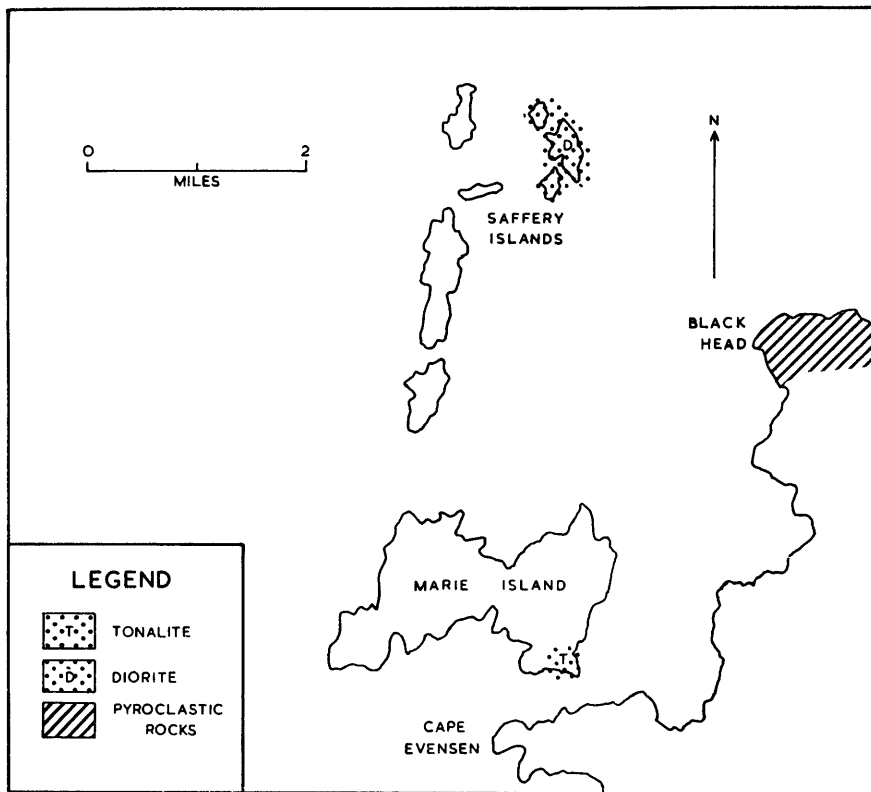 N
0 2
MILES
D
SAFFERY
ISLANDS
BLACK
HEAD
MARIE ISLAND
T
CAPE
EVENSEN
LEGEND
T TONALITE
D DIORITE
PYROCLASTIC
ROCKS